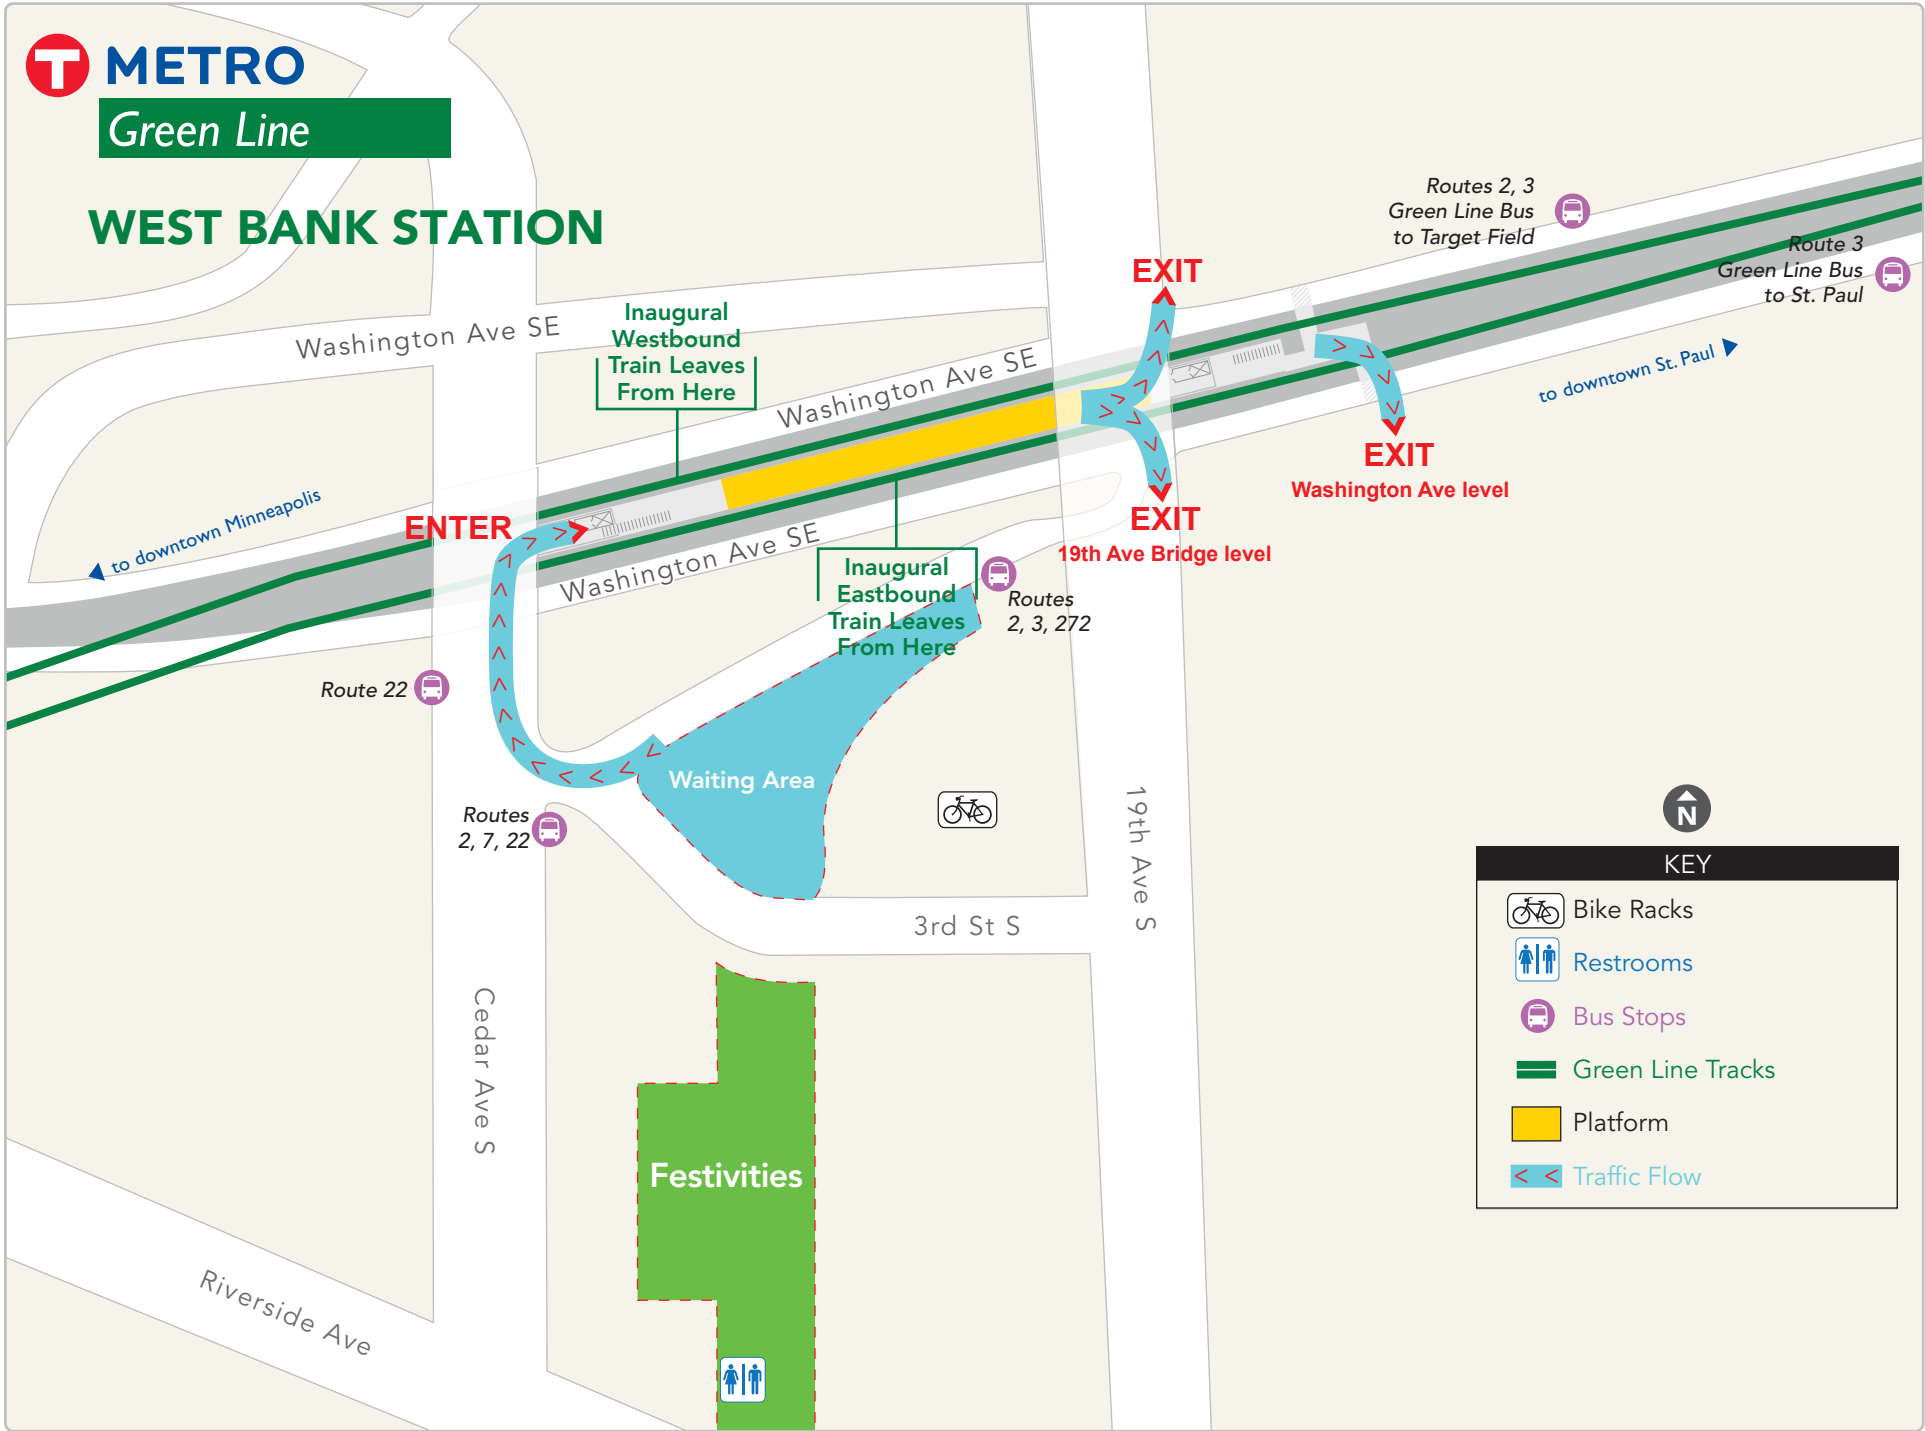 T METRO
Green Line
WEST BANK STATION
Washington Ave SE
Inaugural
Westbound
Train Leaves
From Here
Washington Ave SE
EXIT
Routes 2, 3
Green Line Bus
to Target Field
Route 3
Green Line Bus
to St. Paul
to downtown St. Paul
EXIT
Washington Ave level
EXIT
19th Ave Bridge level
to downtown Minneapolis
ENTER
Washington Ave SE
Inaugural
Eastbound
Train Leaves
From Here
Routes
2, 3, 272
Route 22
Waiting Area
Routes
2, 7, 22
19th Ave S
3rd St S
Cedar Ave S
Festivities
Riverside Ave
N
KEY
Bike Racks
Restrooms
Bus Stops
Green Line Tracks
Platform
Traffic Flow